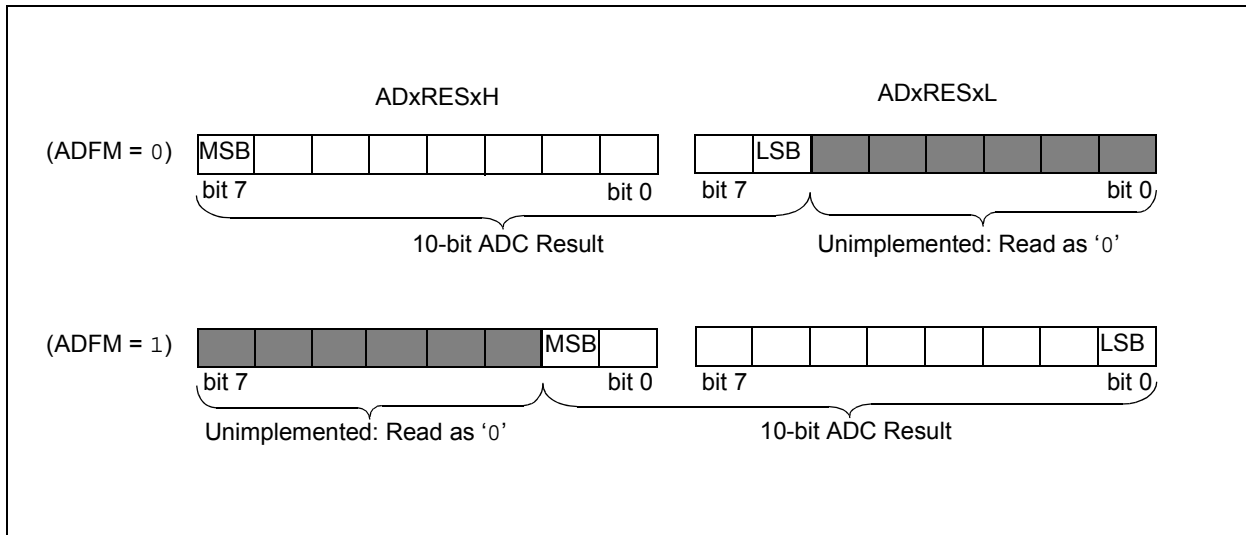 ADxRESxH ADxRESxL
(ADFM = 0) MSB LSB
bit 7 bit 0 bit 7 bit 0
10-bit ADC Result Unimplemented: Read as ‘0’
(ADFM = 1) MSB LSB
bit 7 bit 0 bit 7 bit 0
Unimplemented: Read as ‘0’ 10-bit ADC Result